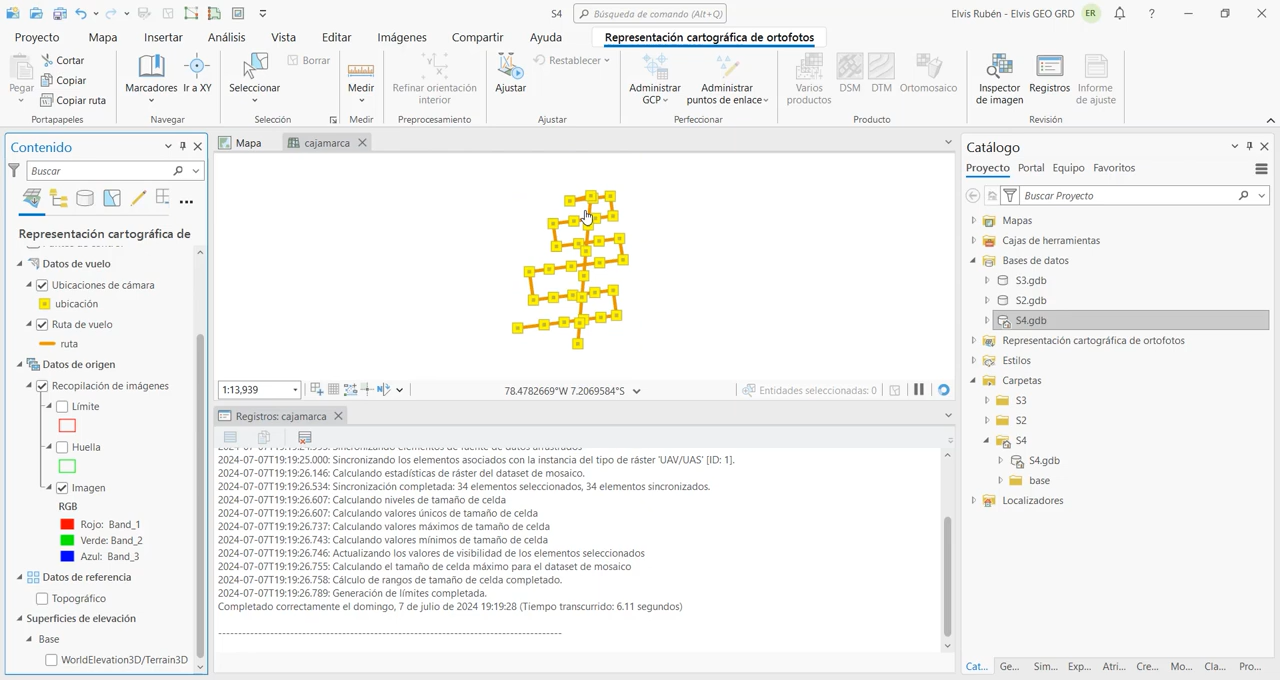 S4
Búsqueda de comando (Alt+Q)
Elvis Rubén - Elvis GEO GRD
ER
?
Proyecto
Mapa
Insertar
Análisis
Vista
Editar
Imágenes
Compartir
Ayuda
Representación cartográfica de ortofotos
Pegar
Cortar
Copiar
Copiar ruta
Portapapeles
Marcadores
Ir a XY
Navegar
Seleccionar
Borrar
Selección
Medir
Medir
Refinar orientación
interior
Preprocesamiento
Ajustar
Restablecer
Ajustar
Administrar
GCP
Administrar
puntos de enlace
Perfeccionar
Varios
productos
DSM
DTM
Ortomosaico
Producto
Inspector
de imagen
Registros
Informe
de ajuste
Revisión
Contenido
Buscar
Representación cartográfica de
Datos de vuelo
Ubicaciones de cámara
ubicación
Ruta de vuelo
ruta
Datos de origen
Recopilación de imágenes
Límite
Huella
Imagen
RGB
Rojo: Band_1
Verde: Band_2
Azul: Band_3
Datos de referencia
Topográfico
Superficies de elevación
Base
WorldElevation3D/Terrain3D
Mapa
cajamarca
1:13,939
78.4782669°W 7.2069584°S
Entidades seleccionadas: 0
Registros: cajamarca
2024-07-07T19:19:25.000: Sincronizando los elementos asociados con la instancia del tipo de ráster 'UAV/UAS' [ID: 1].
2024-07-07T19:19:26.146: Calculando estadísticas de ráster del dataset de mosaico.
2024-07-07T19:19:26.534: Sincronización completada: 34 elementos seleccionados, 34 elementos sincronizados.
2024-07-07T19:19:26.607: Calculando niveles de tamaño de celda
2024-07-07T19:19:26.607: Calculando valores únicos de tamaño de celda
2024-07-07T19:19:26.737: Calculando valores máximos de tamaño de celda
2024-07-07T19:19:26.743: Calculando valores mínimos de tamaño de celda
2024-07-07T19:19:26.746: Actualizando los valores de visibilidad de los elementos seleccionados
2024-07-07T19:19:26.755: Calculando el tamaño de celda máximo para el dataset de mosaico
2024-07-07T19:19:26.758: Cálculo de rangos de tamaño de celda completado.
2024-07-07T19:19:26.789: Generación de límites completada.
Completado correctamente el domingo, 7 de julio de 2024 19:19:28 (Tiempo transcurrido: 6.11 segundos)
Catálogo
Proyecto
Portal
Equipo
Favoritos
Buscar Proyecto
Mapas
Cajas de herramientas
Bases de datos
S3.gdb
S2.gdb
S4.gdb
Representación cartográfica de ortofotos
Estilos
Carpetas
S3
S2
S4
S4.gdb
base
Localizadores
Cat...
Ge...
Sim...
Exp...
Atri...
Cre...
Mo...
Cla...
Pro...